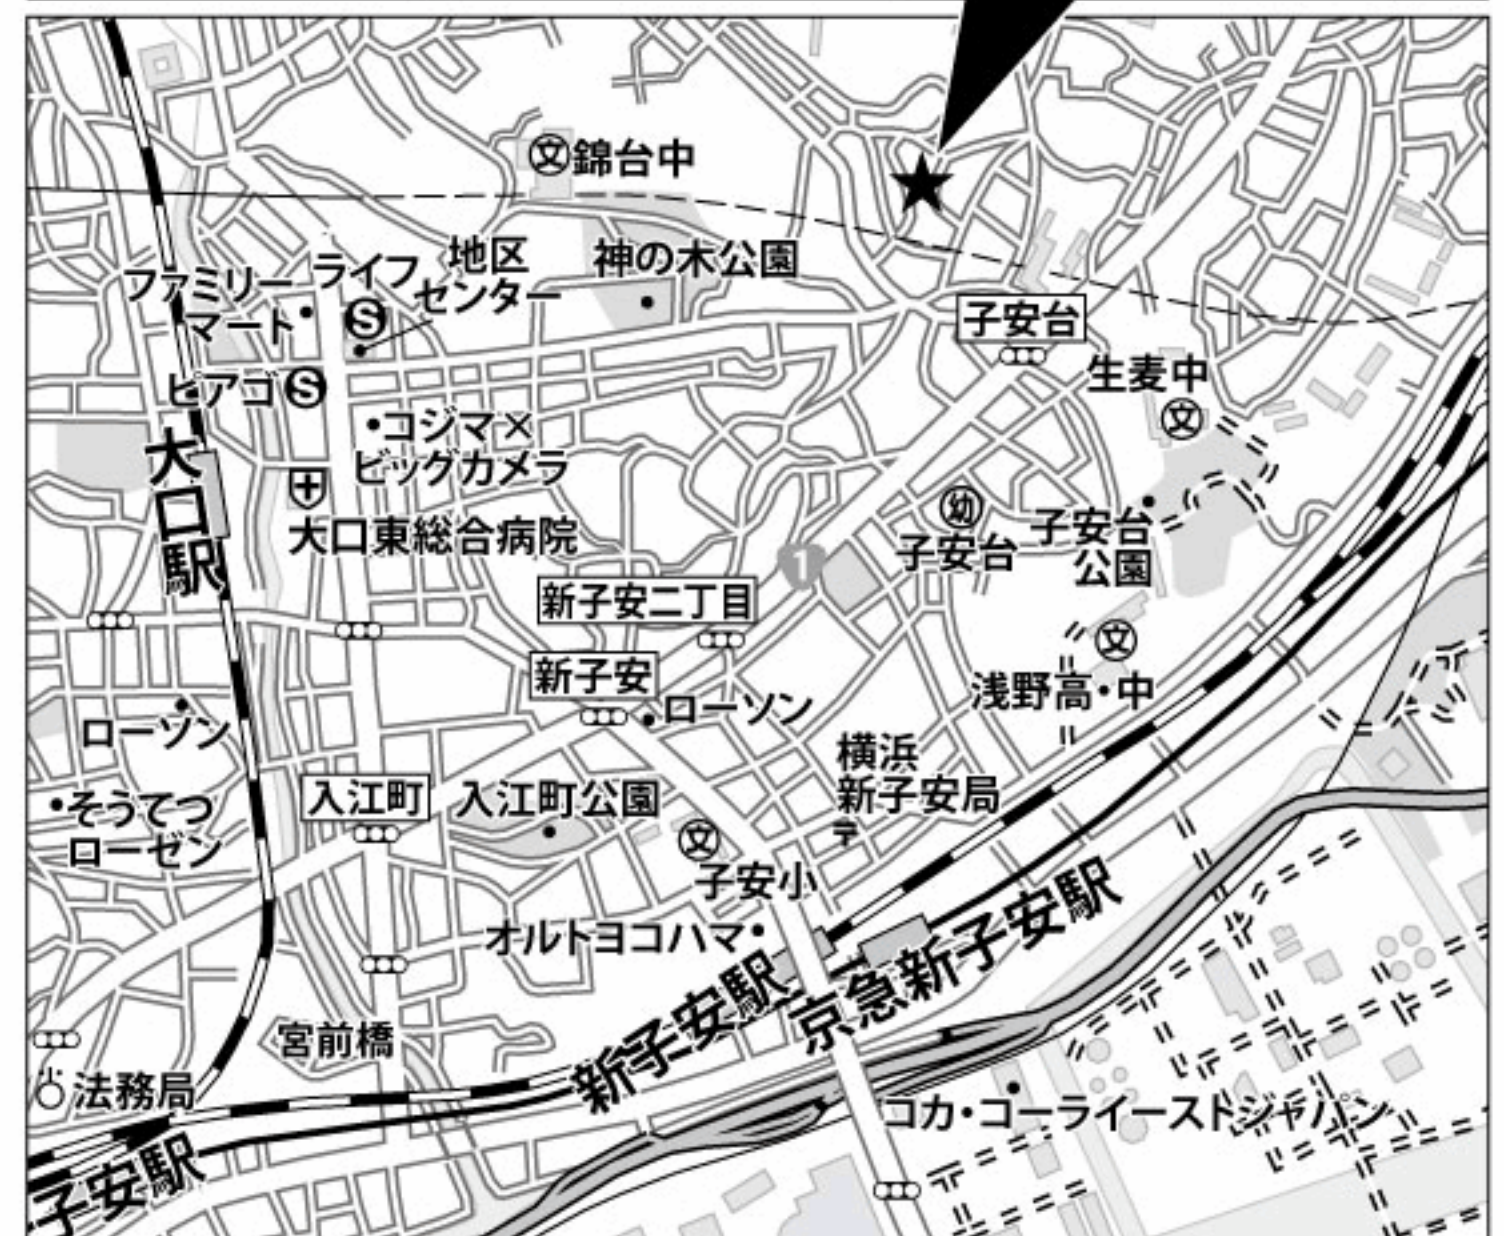 ㊛錦台中
地区
センター
神の木公園
ファミリー
マート
ライフ
S
子安台
生麦中
文
ピアゴ
S
コジマ×
ビッグカメラ
大口駅
大口東総合病院
幼
子安台
子安台
公園
1
新子安二丁目
文
浅野高・中
新子安
ローソン
ローソン
横浜
新子安局
〒
入江町
入江町公園
そうてつ
ローゼン
文
子安小
オルトヨコハマ
新子安駅
京急新子安駅
宮前橋
法務局
コカ・コーライーストジャパン
子安駅